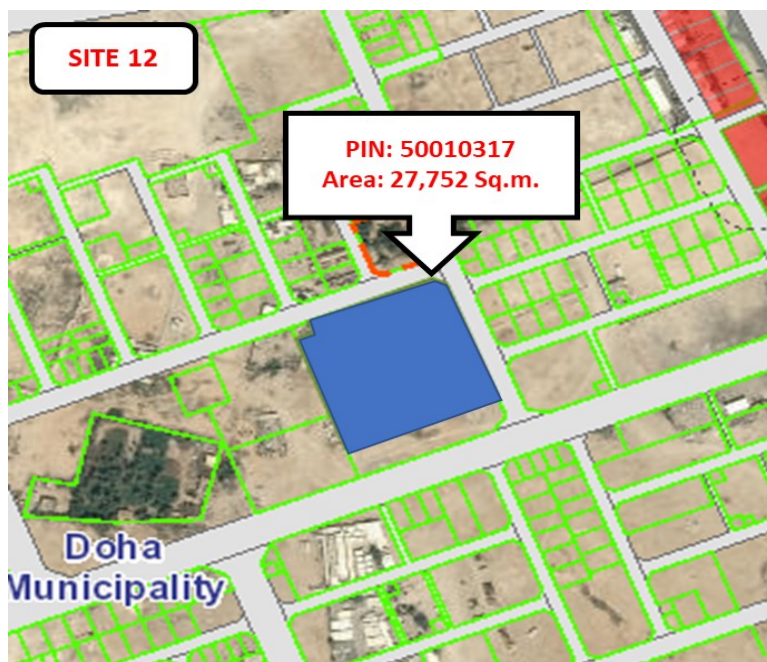 SITE 12
PIN: 50010317
Area: 27,752 Sq.m.
Doha
Municipality